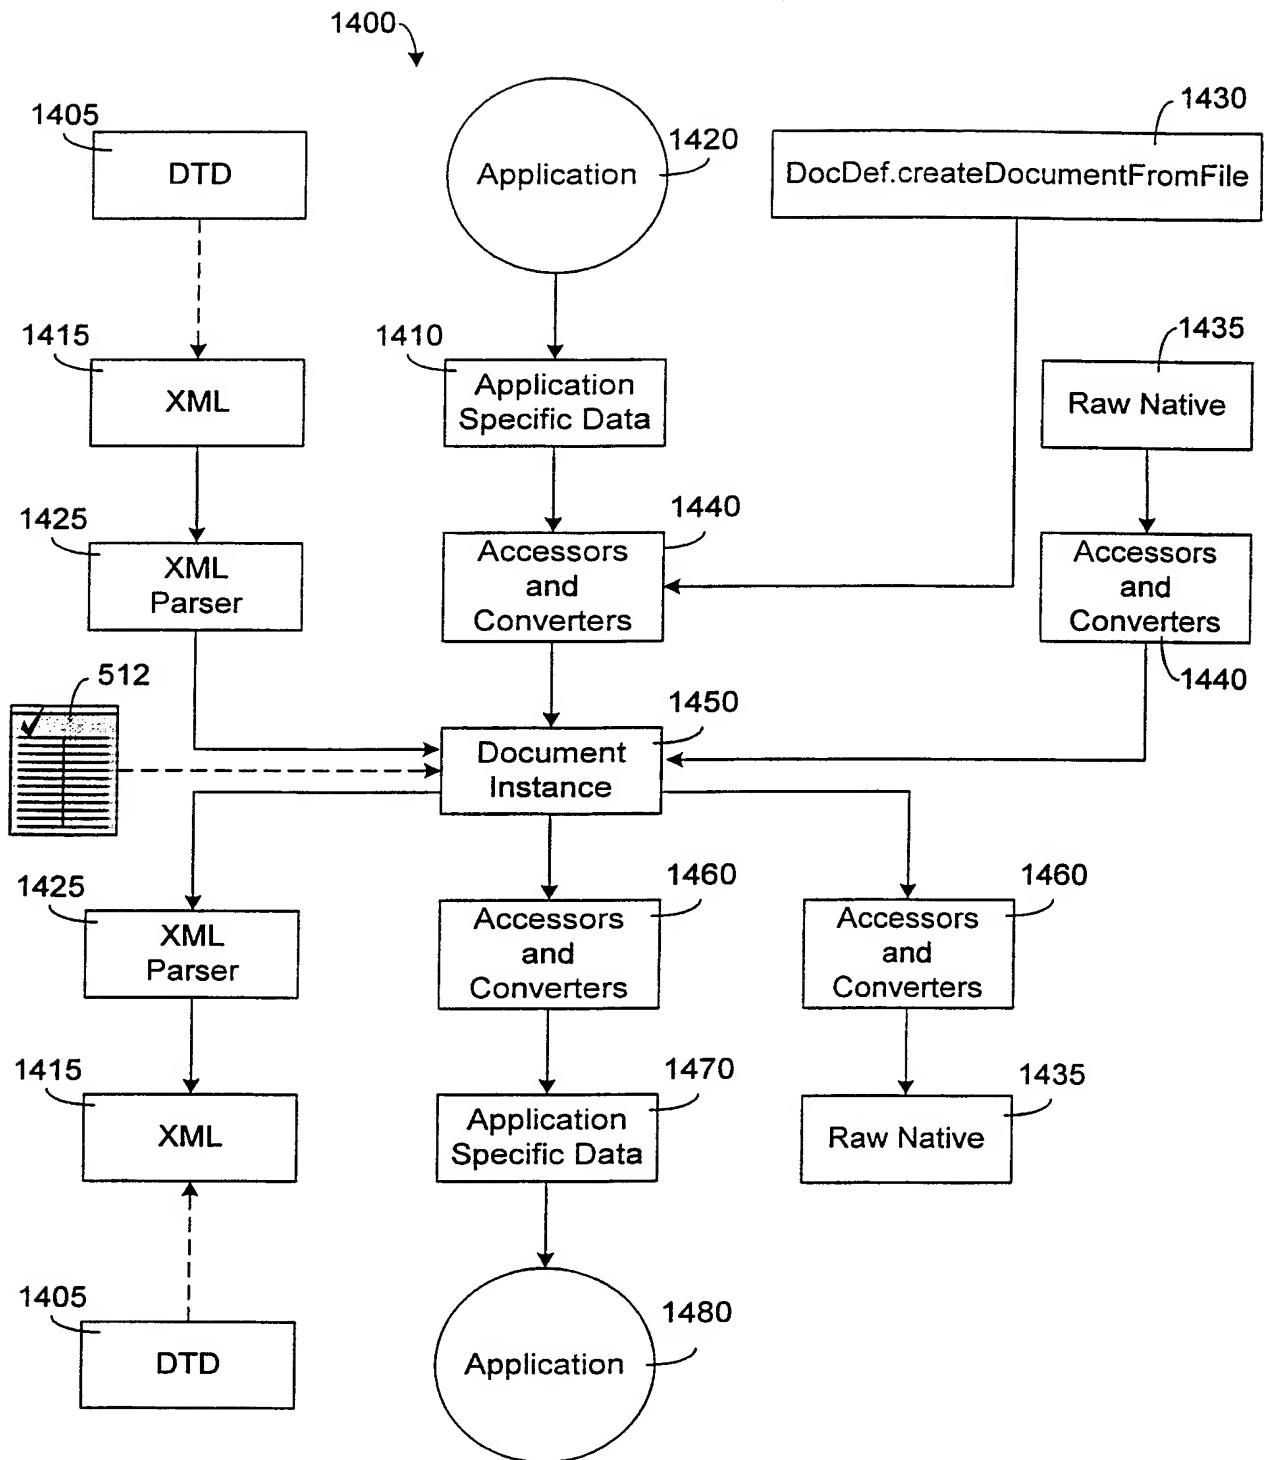 1400
1405
DTD
Application
1420
1430
DocDef.createDocumentFromFile
1415
XML
1410
Application
Specific Data
1435
Raw Native
1425
XML
Parser
1440
Accessors
and
Converters
Accessors
and
Converters
1440
512
1450
Document
Instance
1425
XML
Parser
1460
Accessors
and
Converters
1460
Accessors
and
Converters
1415
XML
1470
Application
Specific Data
1435
Raw Native
1405
DTD
1480
Application